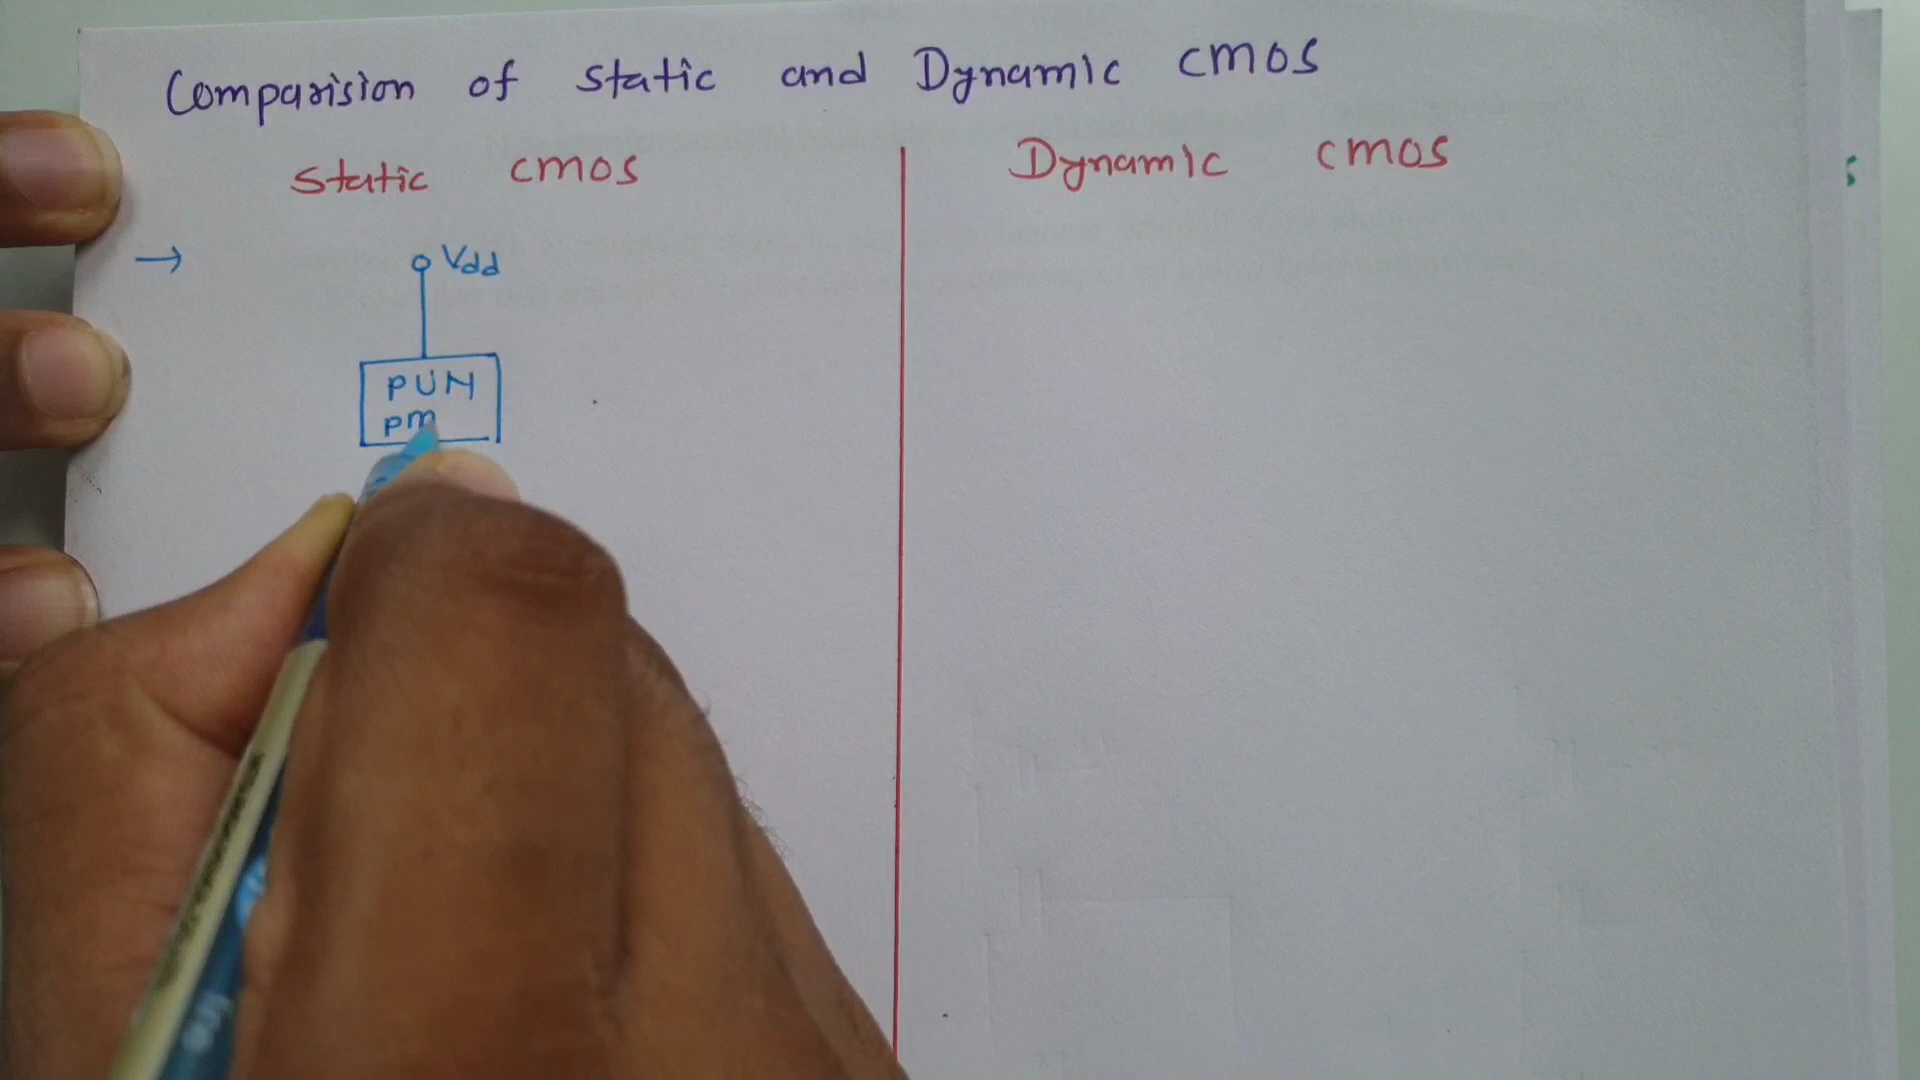 Comparision of static and Dynamic cmos
static cmos
Dynamic cmos
→ Vdd
PUN
pm